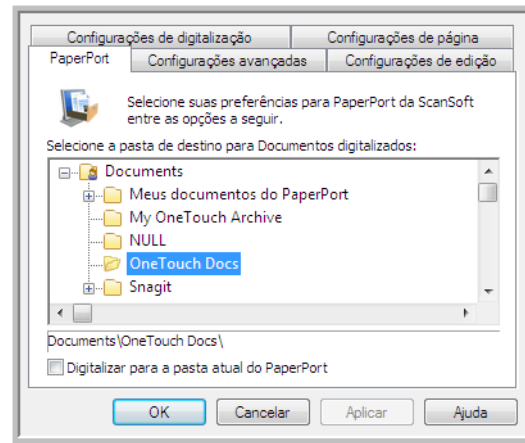 Configurações de digitalização
Configurações de página
PaperPort
Configurações avançadas
Configurações de edição
Selecione suas preferências para PaperPort da ScanSoft
entre as opções a seguir.
Selecione a pasta de destino para Documentos digitalizados:
Documents
Meus documentos do PaperPort
My OneTouch Archive
NULL
OneTouch Docs
Snagit
Documents\OneTouch Docs\
Digitalizar para a pasta atual do PaperPort
OK
Cancelar
Aplicar
Ajuda